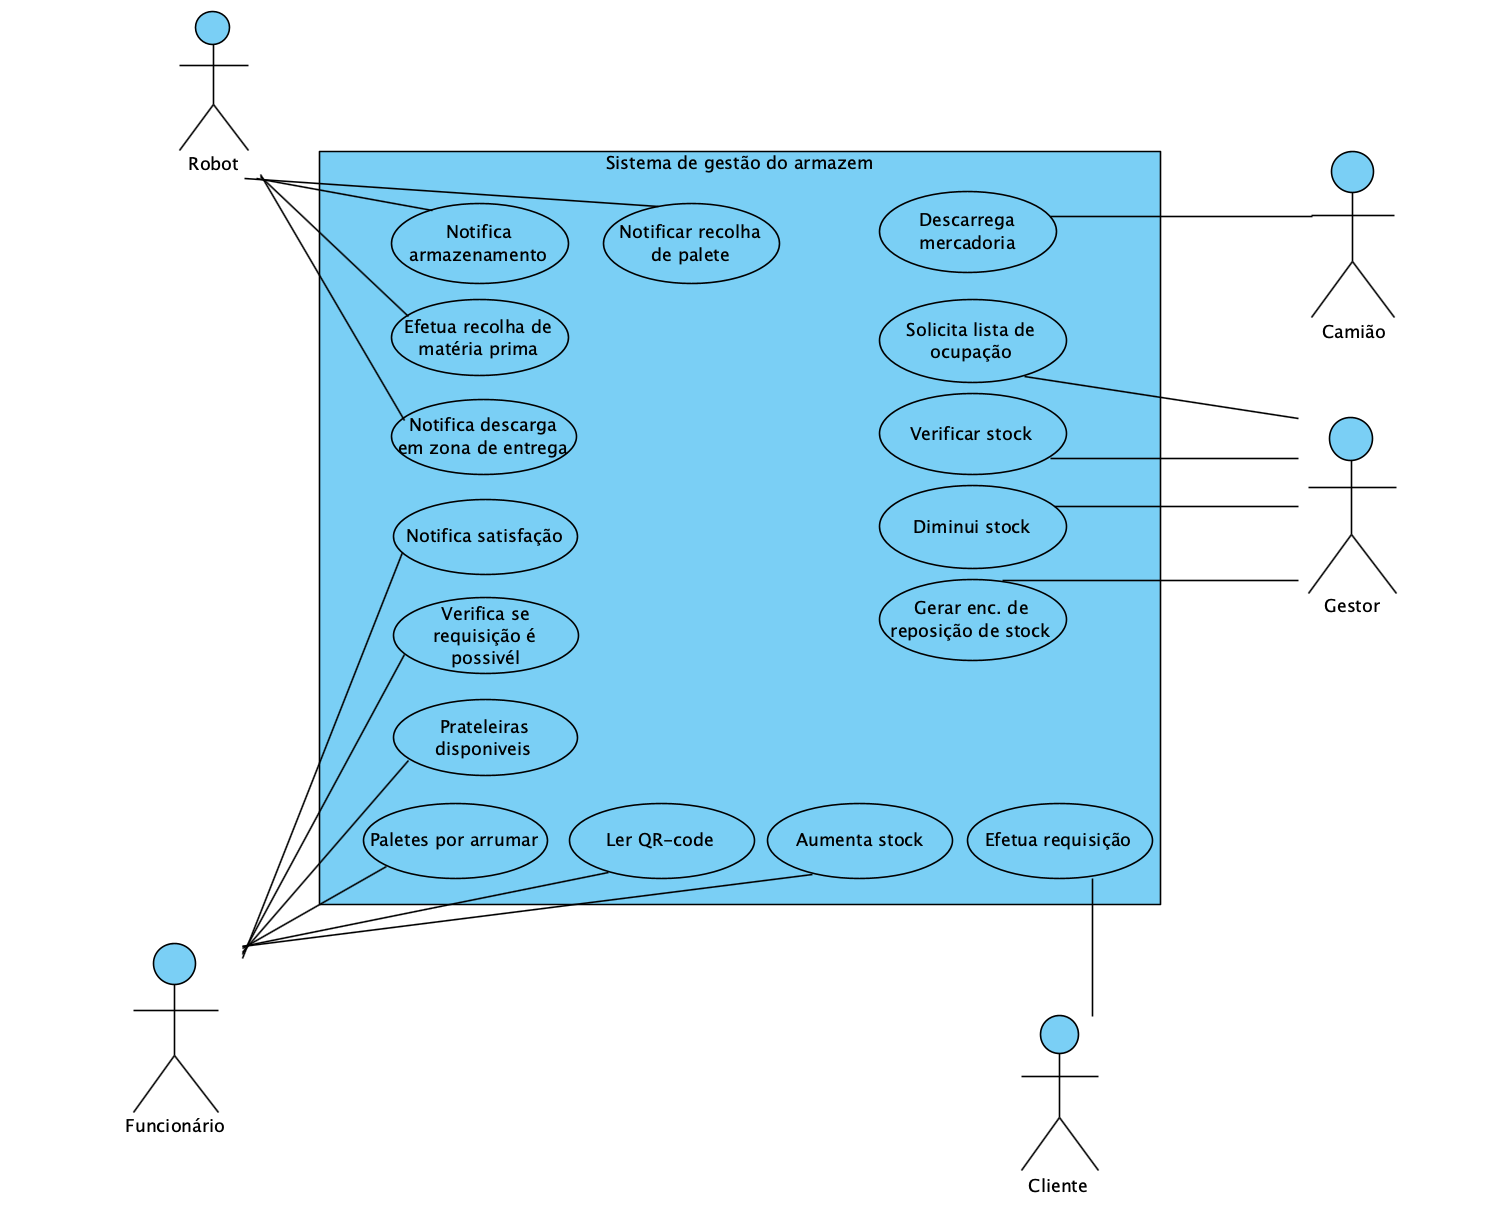 Robot
Sistema de gestão do armazem
Notifica
armazenamento
Notificar recolha
de palete
Descarrega
mercadoria
Camião
Efetua recolha de
matéria prima
Solicita lista de
ocupação
Notifica descarga
em zona de entrega
Verificar stock
Notifica satisfação
Diminui stock
Gestor
Verifica se
requisição é
possivél
Gerar enc. de
reposição de stock
Prateleiras
disponiveis
Paletes por arrumar
Ler QR-code
Aumenta stock
Efetua requisição
Funcionário
Cliente